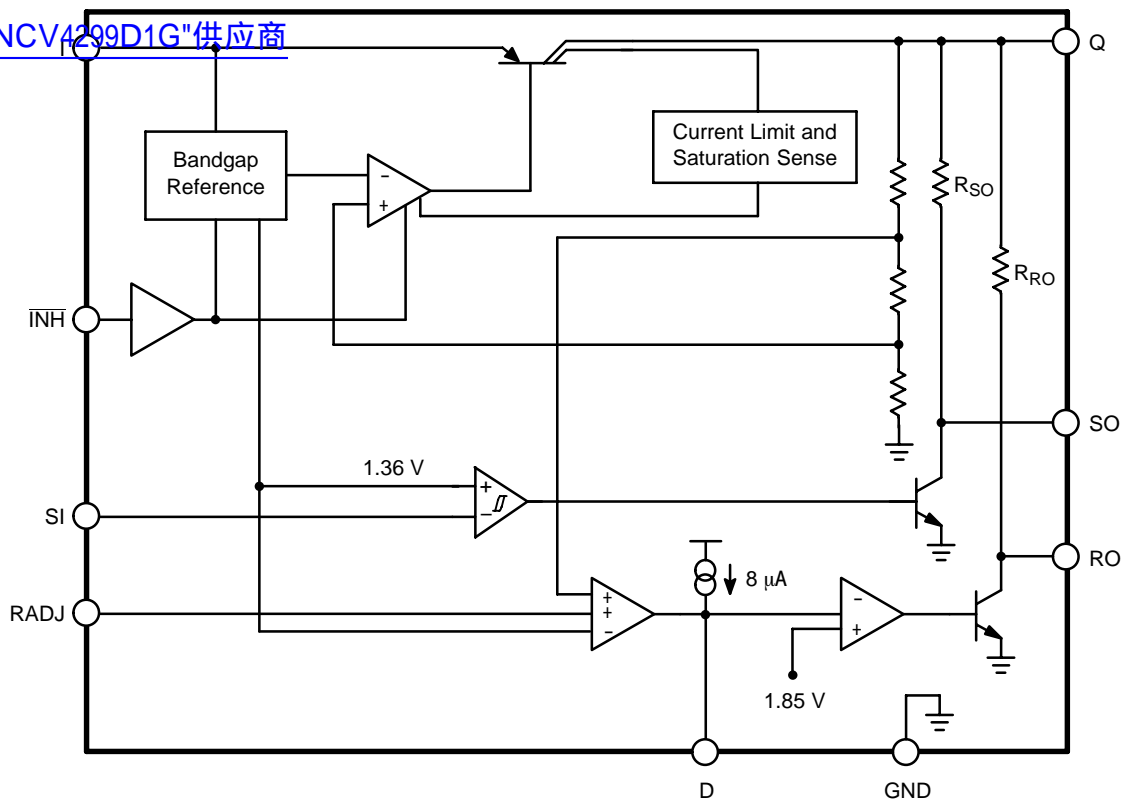 NCV4299D1G"供应商
I
Q
Current Limit and
Saturation Sense
Bandgap
Reference
−
+
RSO
RRO
INH
SO
1.36 V
+
−
SI
RO
8 μA
RADJ
+
+
−
−
+
1.85 V
D
GND